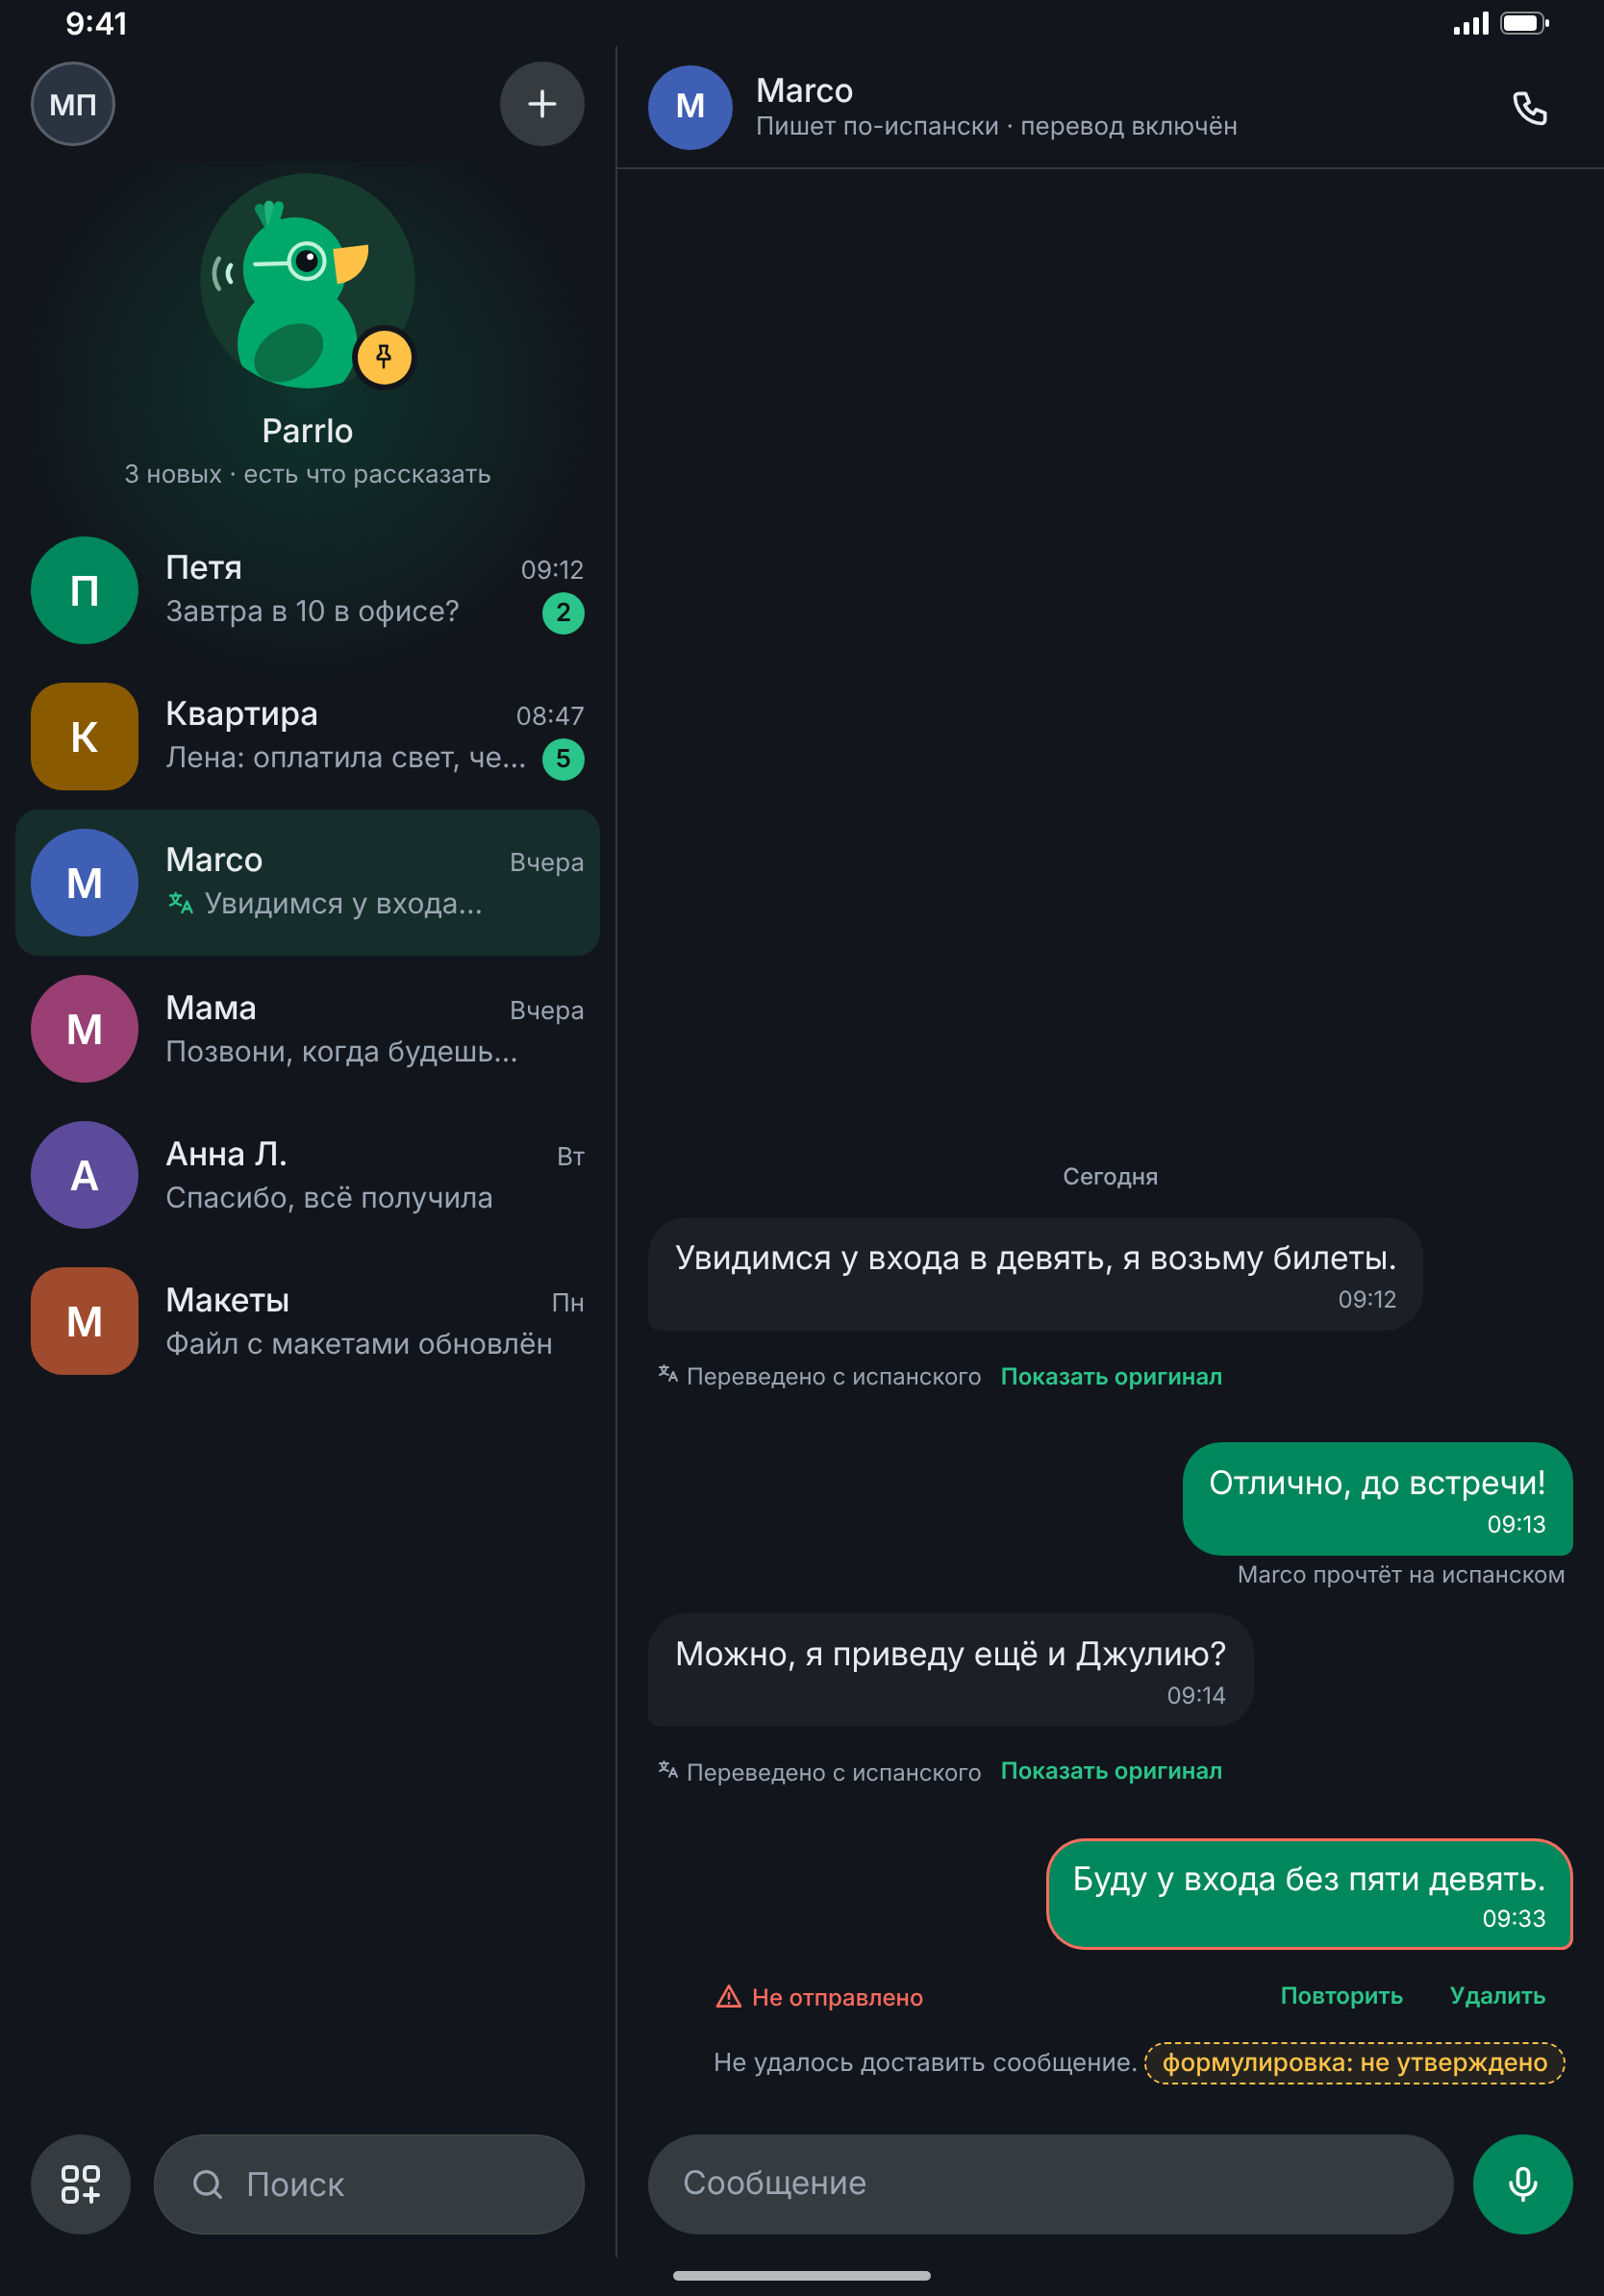 9:41
МП
Parrlo
3 новых · есть что рассказать
П
Петя
09:12
Завтра в 10 в офисе?
2
К
Квартира
08:47
Лена: оплатила свет, че...
5
M
Marco
Вчера
Увидимся у входа...
М
Мама
Вчера
Позвони, когда будешь...
А
Анна Л.
Вт
Спасибо, всё получила
М
Макеты
Пн
Файл с макетами обновлён
Поиск
M
Marco
Пишет по-испански · перевод включён
Сегодня
Увидимся у входа в девять, я возьму билеты.
09:12
Переведено с испанского Показать оригинал
Отлично, до встречи!
09:13
Marco прочтёт на испанском
Можно, я приведу ещё и Джулию?
09:14
Переведено с испанского Показать оригинал
Буду у входа без пяти девять.
09:33
Не отправлено Повторить Удалить
Не удалось доставить сообщение. формулировка: не утверждено
Сообщение